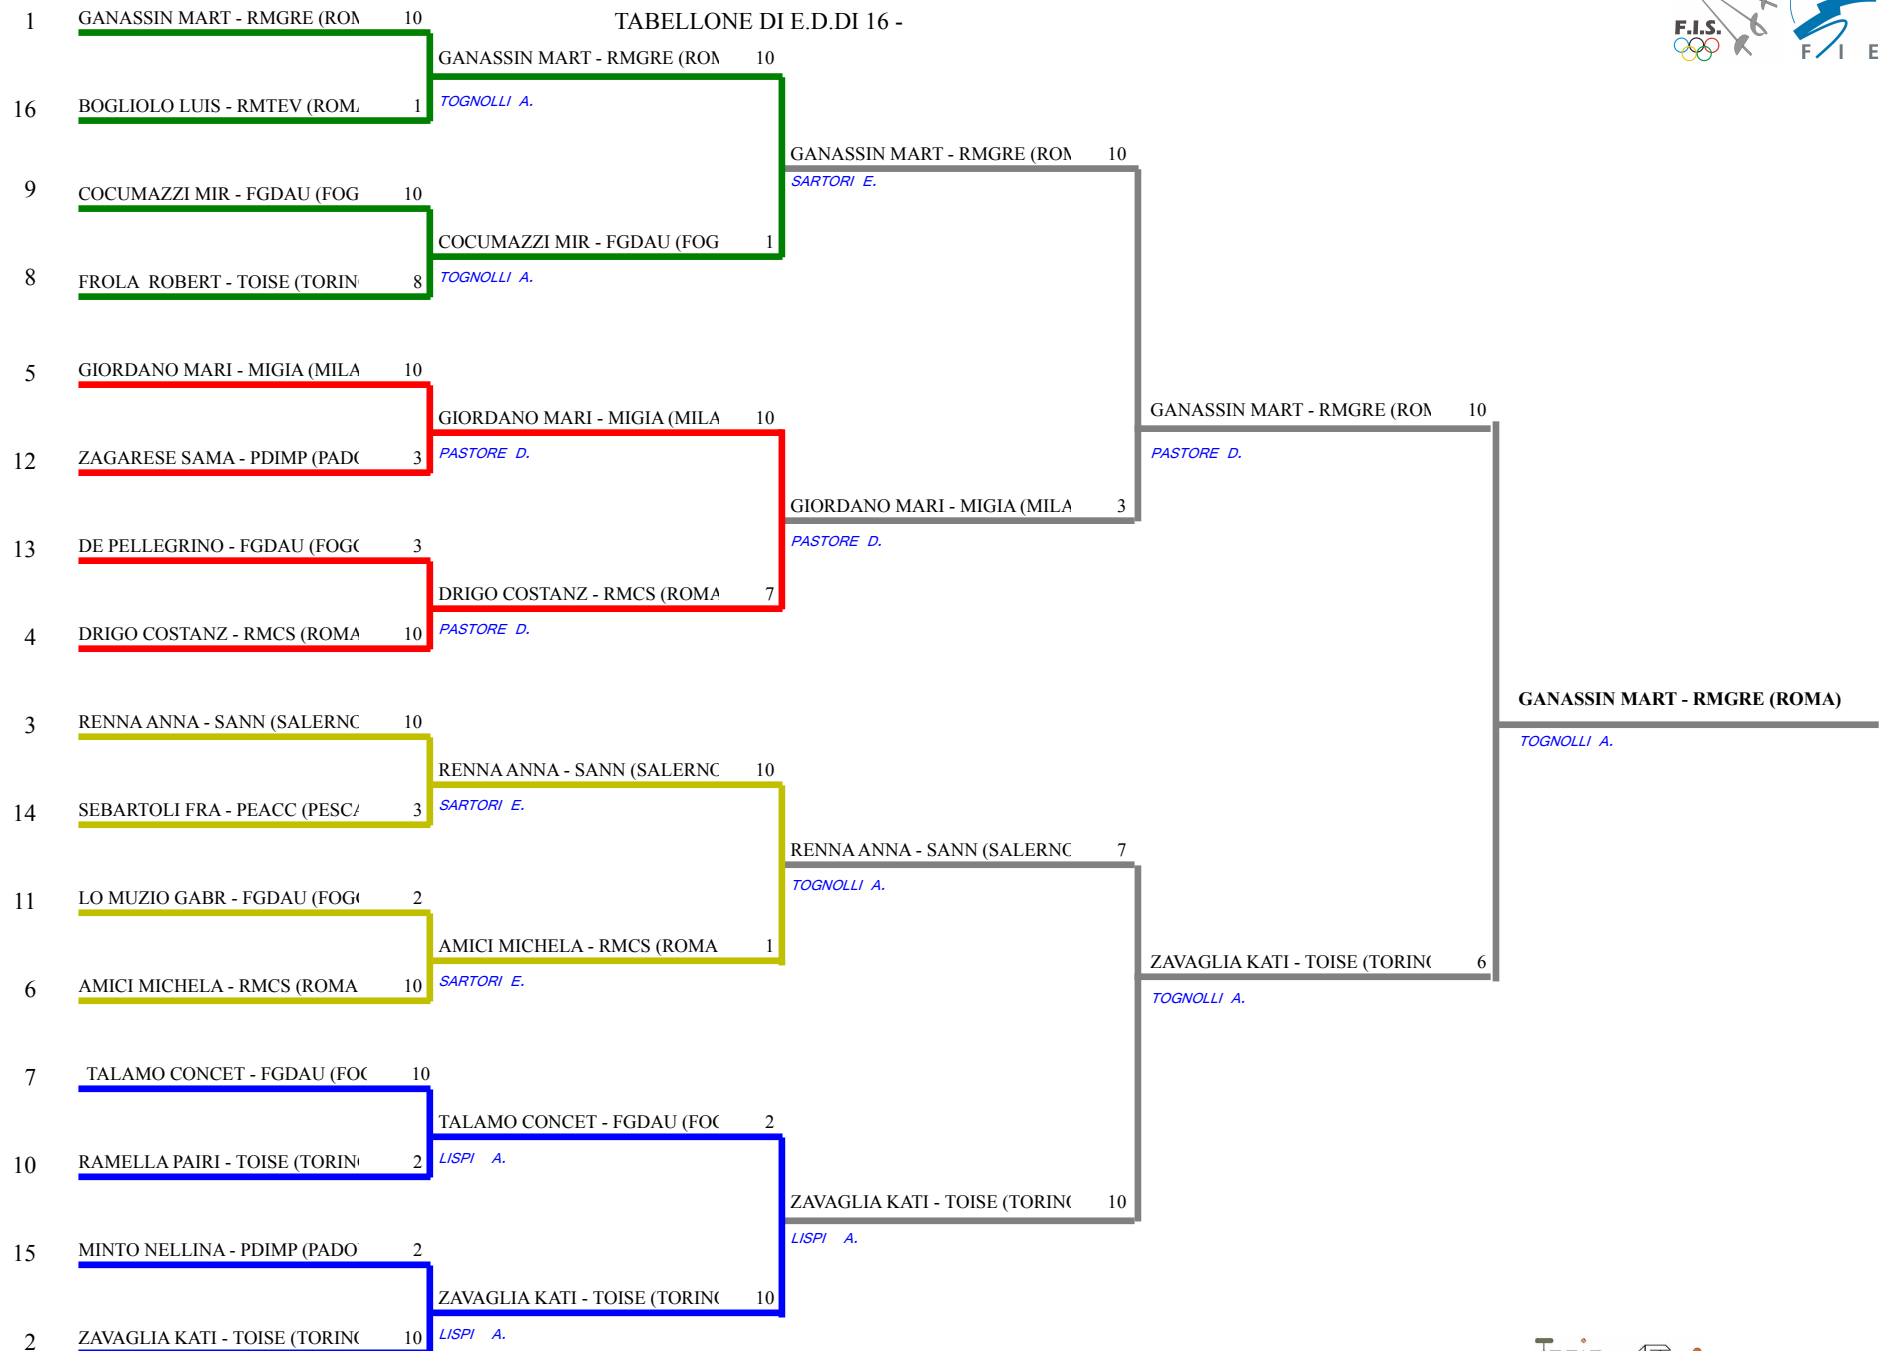 TABELLONE DI E.D.DI 16 -
F.I.S.
F I E
1 GANASSIN MART - RMGRE (ROM 10
GANASSIN MART - RMGRE (ROM 10
16 BOGLIOLO LUIS - RMTEV (ROMA 1
TOGNOLLI A.
GANASSIN MART - RMGRE (ROM 10
SARTORI E.
9 COCUMAZZI MIR - FGDAU (FOG 10
COCUMAZZI MIR - FGDAU (FOG 1
8 FROLA ROBERT - TOISE (TORIN 8
TOGNOLLI A.
5 GIORDANO MARI - MIGIA (MILA 10
GIORDANO MARI - MIGIA (MILA 10
GANASSIN MART - RMGRE (ROM 10
12 ZAGARESE SAMA - PDIMP (PADO 3
PASTORE D.
PASTORE D.
GIORDANO MARI - MIGIA (MILA 3
PASTORE D.
13 DE PELLEGRINO - FGDAU (FOGG 3
DRIGO COSTANZ - RMCS (ROMA 7
4 DRIGO COSTANZ - RMCS (ROMA 10
PASTORE D.
GANASSIN MART - RMGRE (ROMA)
TOGNOLLI A.
3 RENNA ANNA - SANN (SALERNO 10
RENNA ANNA - SANN (SALERNO 10
14 SEBARTOLI FRA - PEACC (PESCA 3
SARTORI E.
RENNA ANNA - SANN (SALERNO 7
TOGNOLLI A.
11 LO MUZIO GABR - FGDAU (FOGG 2
AMICI MICHELA - RMCS (ROMA 1
ZAVAGLIA KATI - TOISE (TORINO 6
6 AMICI MICHELA - RMCS (ROMA 10
SARTORI E.
TOGNOLLI A.
7 TALAMO CONCET - FGDAU (FOG 10
TALAMO CONCET - FGDAU (FOG 2
10 RAMELLA PAIRI - TOISE (TORIN 2
LISPI A.
ZAVAGLIA KATI - TOISE (TORINO 10
LISPI A.
15 MINTO NELLINA - PDIMP (PADO 2
ZAVAGLIA KATI - TOISE (TORINO 10
2 ZAVAGLIA KATI - TOISE (TORINO 10
LISPI A.